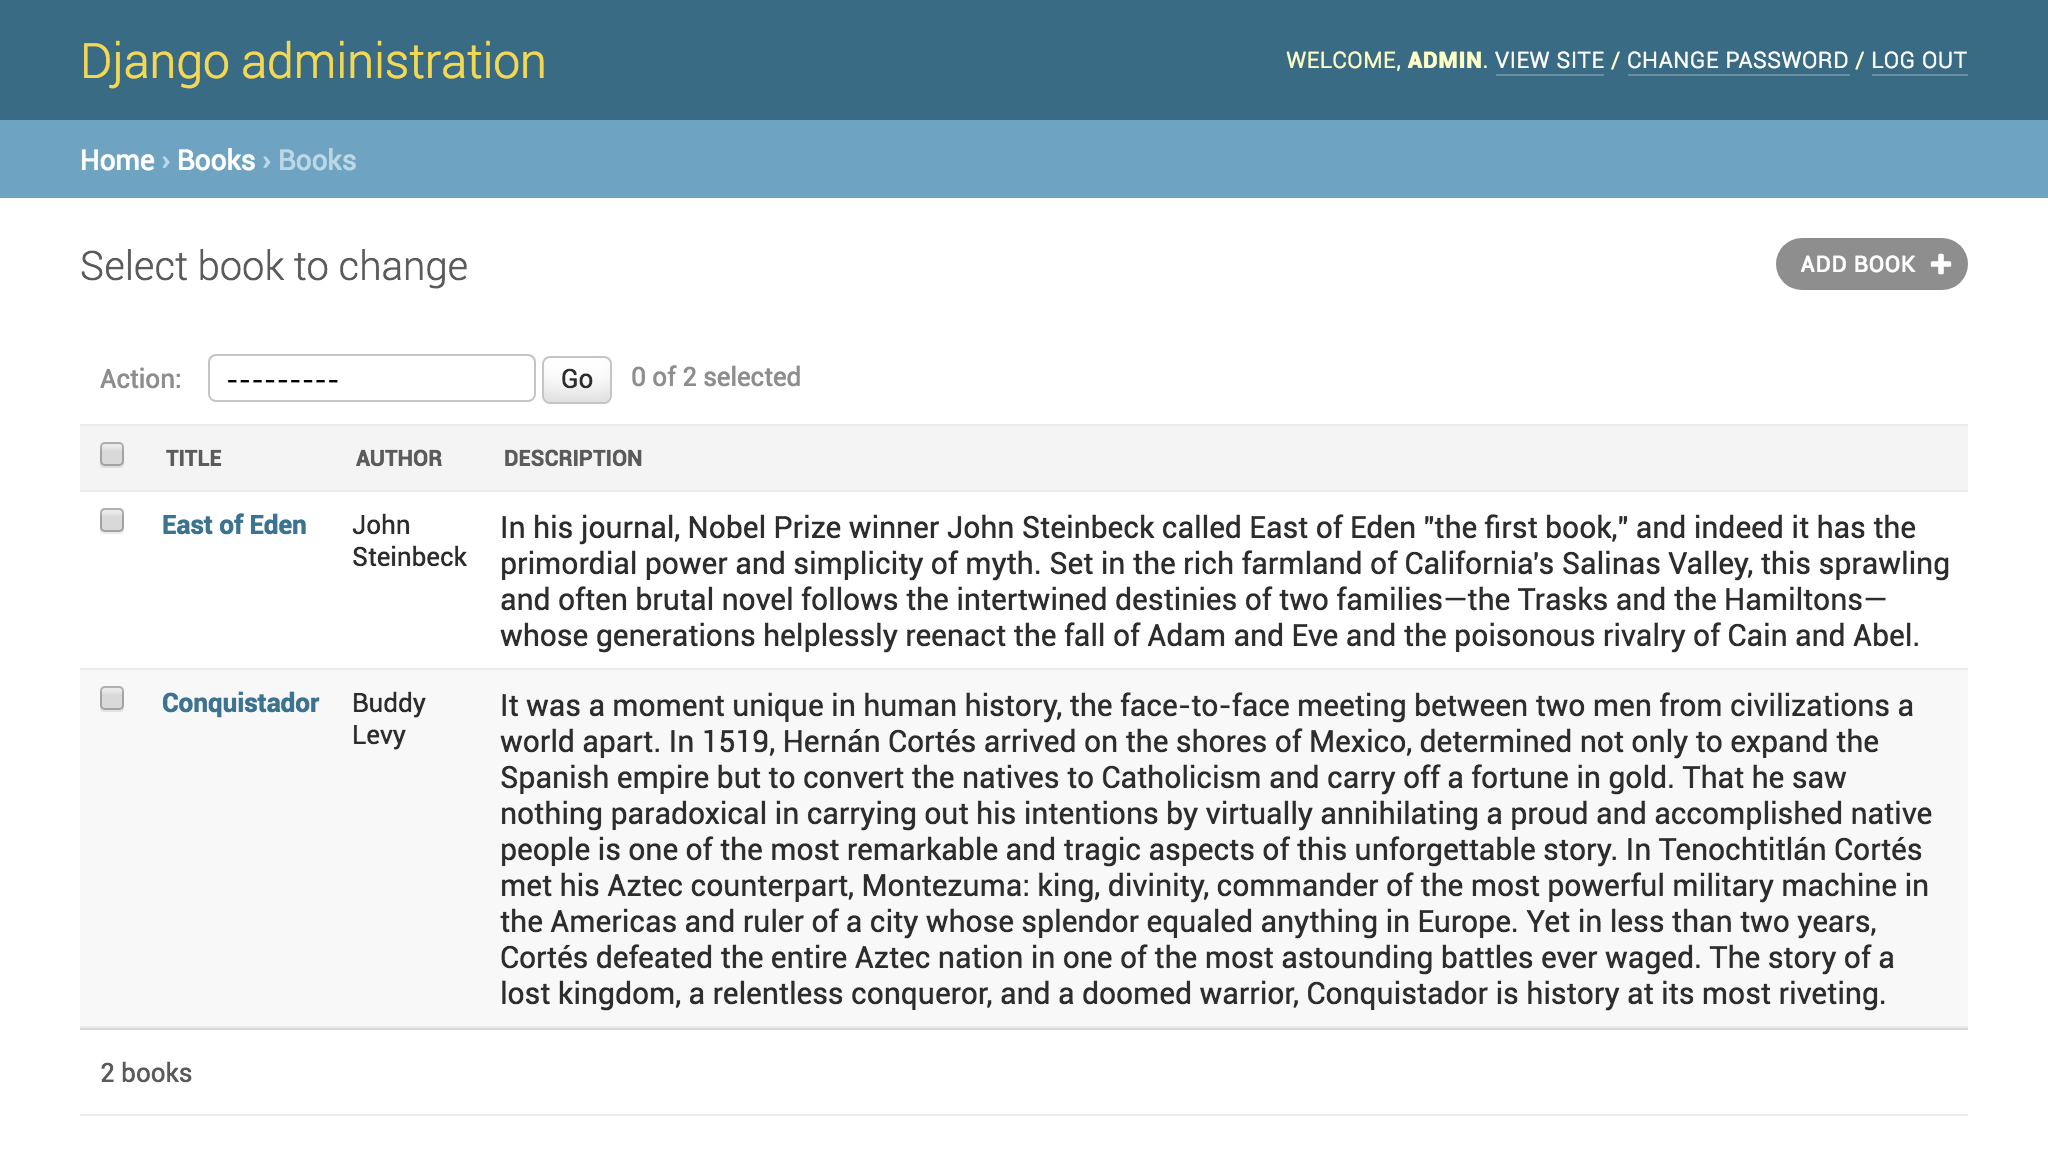 Django administration
WELCOME, ADMIN. VIEW SITE / CHANGE PASSWORD / LOG OUT
Home › Books › Books
Select book to change
ADD BOOK +
Action: --------- Go 0 of 2 selected
TITLE AUTHOR DESCRIPTION
East of Eden
John
Steinbeck
In his journal, Nobel Prize winner John Steinbeck called East of Eden "the first book," and indeed it has the
primordial power and simplicity of myth. Set in the rich farmland of California's Salinas Valley, this sprawling
and often brutal novel follows the intertwined destinies of two families—the Trasks and the Hamiltons—
whose generations helplessly reenact the fall of Adam and Eve and the poisonous rivalry of Cain and Abel.
Conquistador
Buddy
Levy
It was a moment unique in human history, the face-to-face meeting between two men from civilizations a
world apart. In 1519, Hernán Cortés arrived on the shores of Mexico, determined not only to expand the
Spanish empire but to convert the natives to Catholicism and carry off a fortune in gold. That he saw
nothing paradoxical in carrying out his intentions by virtually annihilating a proud and accomplished native
people is one of the most remarkable and tragic aspects of this unforgettable story. In Tenochtitlán Cortés
met his Aztec counterpart, Montezuma: king, divinity, commander of the most powerful military machine in
the Americas and ruler of a city whose splendor equaled anything in Europe. Yet in less than two years,
Cortés defeated the entire Aztec nation in one of the most astounding battles ever waged. The story of a
lost kingdom, a relentless conqueror, and a doomed warrior, Conquistador is history at its most riveting.
2 books